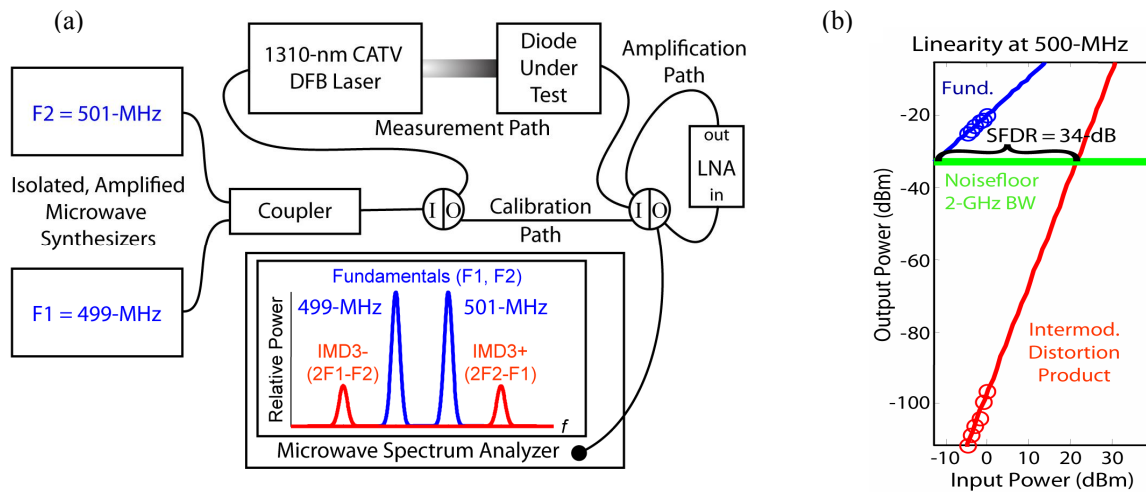 (a)
1310-nm CATV
DFB Laser
Diode
Under
Test
Amplification
Path
F2 = 501-MHz
Measurement Path
out
LNA
in
Isolated, Amplified
Microwave
Synthesizers
Coupler
I O
Calibration
Path
I O
F1 = 499-MHz
Fundamentals (F1, F2)
499-MHz
501-MHz
Relative Power
IMD3-
(2F1-F2)
IMD3+
(2F2-F1)
f
Microwave Spectrum Analyzer
(b)
Linearity at 500-MHz
Fund.
SFDR = 34-dB
Noisefloor
2-GHz BW
Intermod.
Distortion
Product
Output Power (dBm)
-20
-40
-60
-80
-100
-10 0 10 20 30
Input Power (dBm)